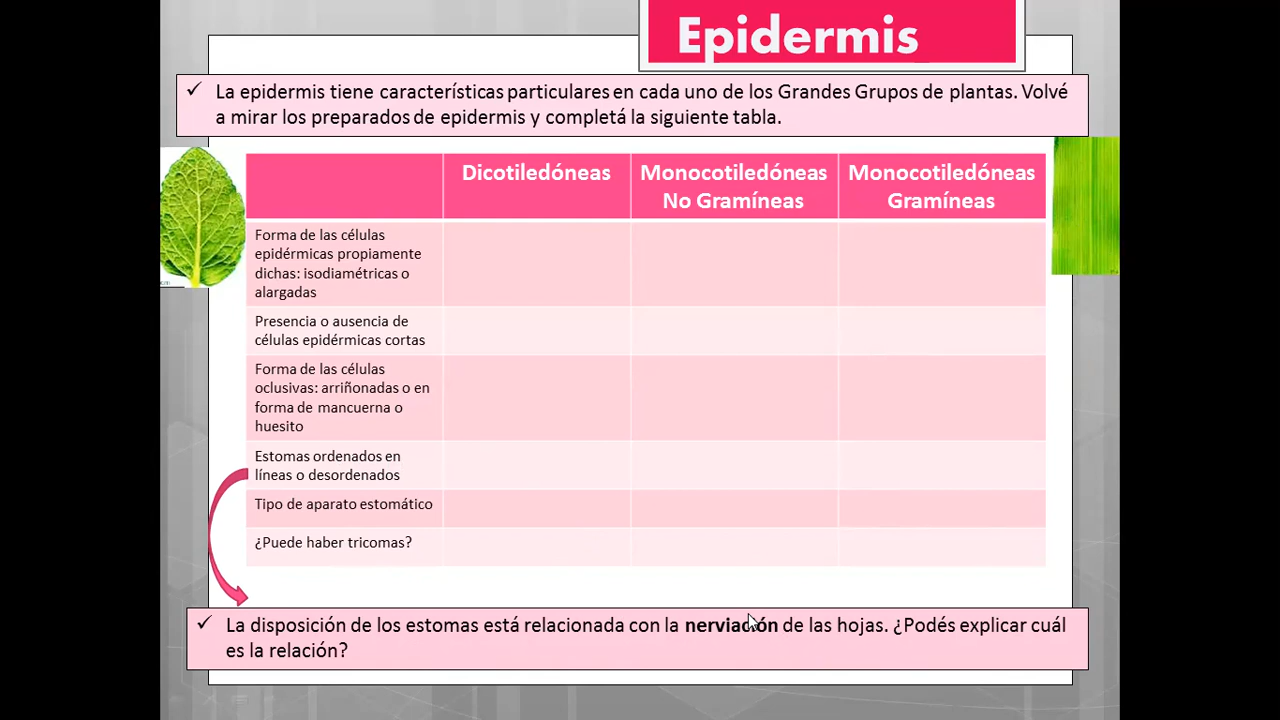 Epidermis
✓ La epidermis tiene características particulares en cada uno de los Grandes Grupos de plantas. Volvé
a mirar los preparados de epidermis y completá la siguiente tabla.
Dicotiledóneas
Monocotiledóneas
No Gramíneas
Monocotiledóneas
Gramíneas
Forma de las células
epidérmicas propiamente
dichas: isodiamétricas o
alargadas
Presencia o ausencia de
células epidérmicas cortas
Forma de las células
oclusivas: arriñonadas o en
forma de mancuerna o
huesito
Estomas ordenados en
líneas o desordenados
Tipo de aparato estomático
¿Puede haber tricomas?
✓ La disposición de los estomas está relacionada con la nerviación de las hojas. ¿Podés explicar cuál
es la relación?